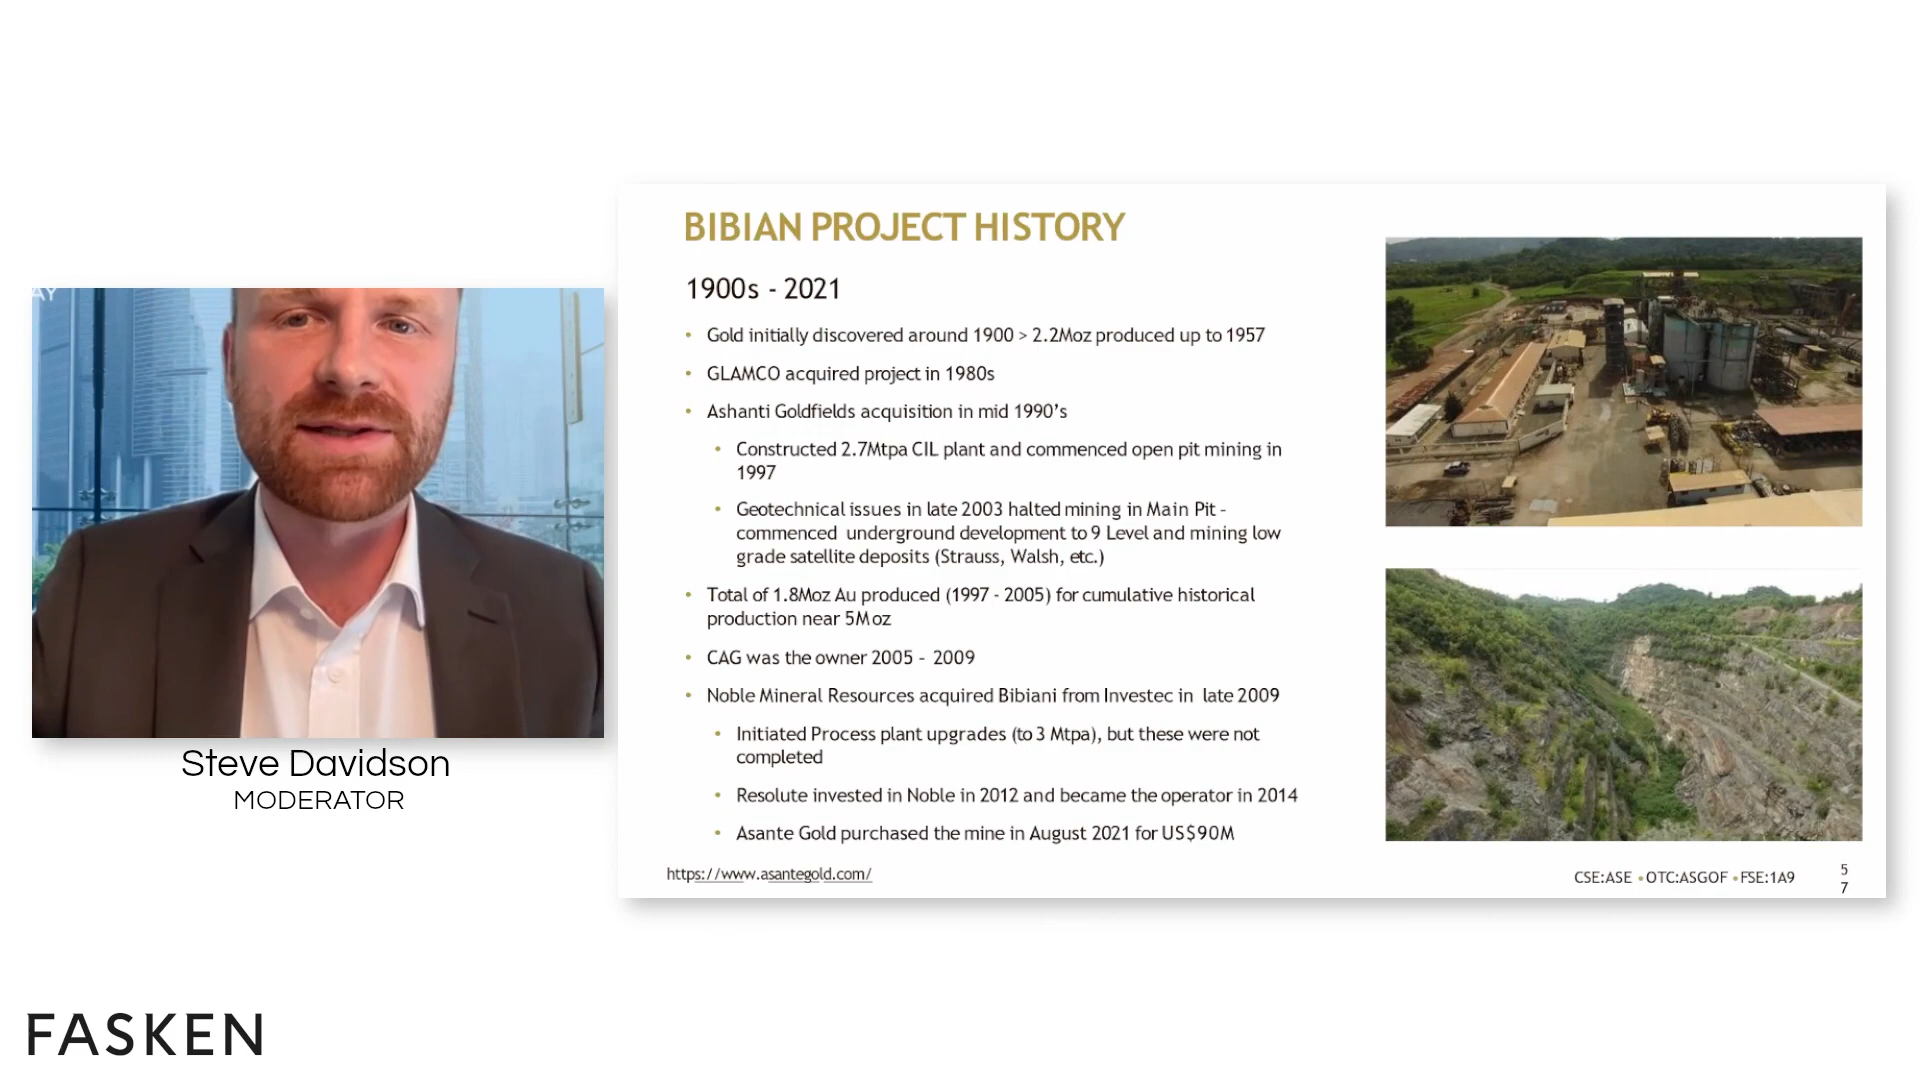 AY
Steve Davidson
MODERATOR
FASKEN
BIBIAN PROJECT HISTORY
1900s - 2021
• Gold initially discovered around 1900 > 2.2Moz produced up to 1957
• GLAMCO acquired project in 1980s
• Ashanti Goldfields acquisition in mid 1990’s
• Constructed 2.7Mtpa CIL plant and commenced open pit mining in
1997
• Geotechnical issues in late 2003 halted mining in Main Pit -
commenced underground development to 9 Level and mining low
grade satellite deposits (Strauss, Walsh, etc.)
• Total of 1.8Moz Au produced (1997 - 2005) for cumulative historical
production near 5Moz
• CAG was the owner 2005 - 2009
• Noble Mineral Resources acquired Bibiani from Investec in late 2009
• Initiated Process plant upgrades (to 3 Mtpa), but these were not
completed
• Resolute invested in Noble in 2012 and became the operator in 2014
• Asante Gold purchased the mine in August 2021 for US$90M
https://www.asantegold.com/
CSE:ASE • OTC:ASGOF • FSE:1A9
5
7